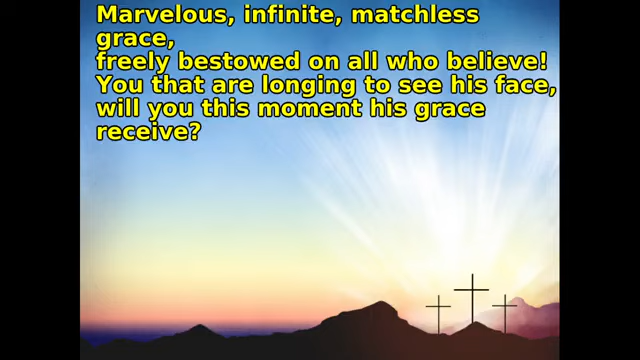 Marvelous, infinite, matchless
grace,
freely bestowed on all who believe!
You that are longing to see his face,
will you this moment his grace
receive?